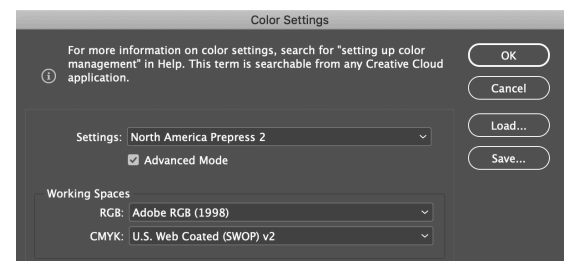 Color Settings
For more information on color settings, search for "setting up color
management" in Help. This term is searchable from any Creative Cloud
application.
OK
Cancel
Load...
Save...
Settings: North America Prepress 2
Advanced Mode
Working Spaces
RGB: Adobe RGB (1998)
CMYK: U.S. Web Coated (SWOP) v2